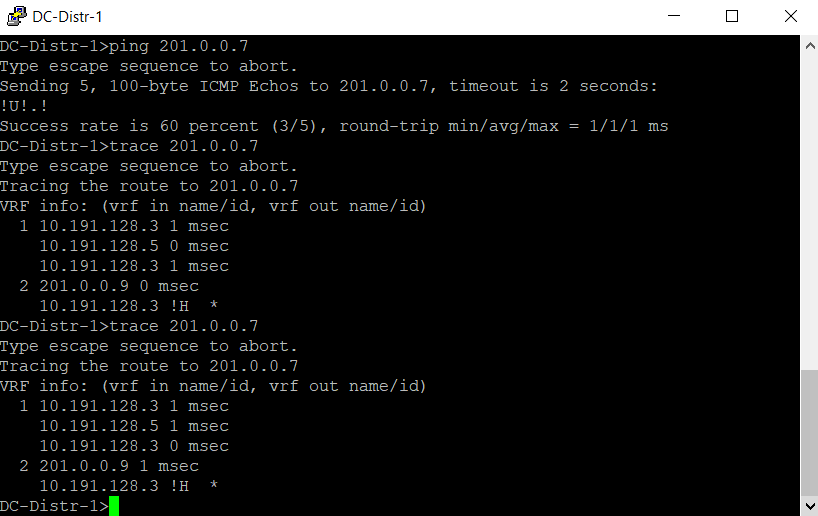 DC-Distr-1
DC-Distr-1>ping 201.0.0.7
Type escape sequence to abort.
Sending 5, 100-byte ICMP Echos to 201.0.0.7, timeout is 2 seconds:
!U!.!
Success rate is 60 percent (3/5), round-trip min/avg/max = 1/1/1 ms
DC-Distr-1>trace 201.0.0.7
Type escape sequence to abort.
Tracing the route to 201.0.0.7
VRF info: (vrf in name/id, vrf out name/id)
  1 10.191.128.3 1 msec
    10.191.128.5 0 msec
    10.191.128.3 1 msec
  2 201.0.0.9 0 msec
    10.191.128.3 !H  *
DC-Distr-1>trace 201.0.0.7
Type escape sequence to abort.
Tracing the route to 201.0.0.7
VRF info: (vrf in name/id, vrf out name/id)
  1 10.191.128.3 1 msec
    10.191.128.5 1 msec
    10.191.128.3 0 msec
  2 201.0.0.9 1 msec
    10.191.128.3 !H  *
DC-Distr-1>